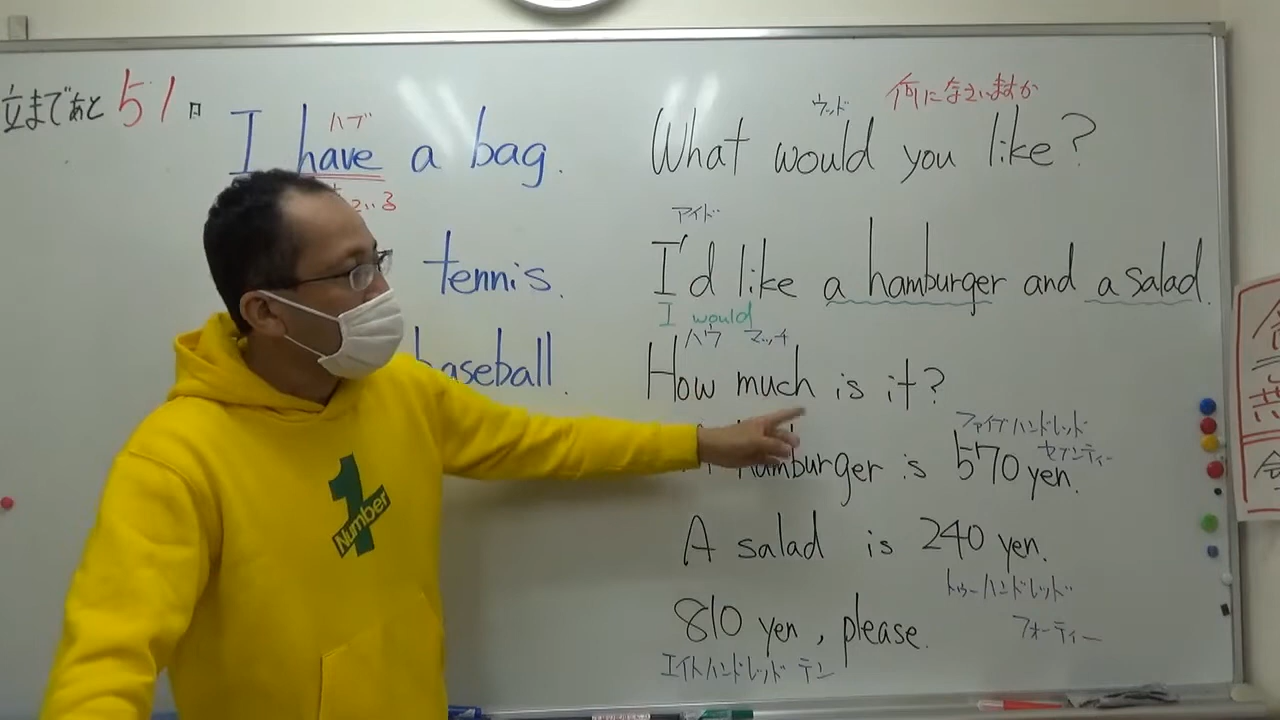 立まであと51日
ハブ
I have a bag.
tennis.
baseball.
何になさいますか
ウッド
What would you like?
アイド
I'd like a hamburger and a salad.
I would
ハウ マッチ
How much is it?
ファイブハンドレッド
セブンティー
hamburger is 570 yen.
A salad is 240 yen.
トゥーハンドレッド
フォーティー
810 yen, please.
エイトハンドレッド テン
1
Number